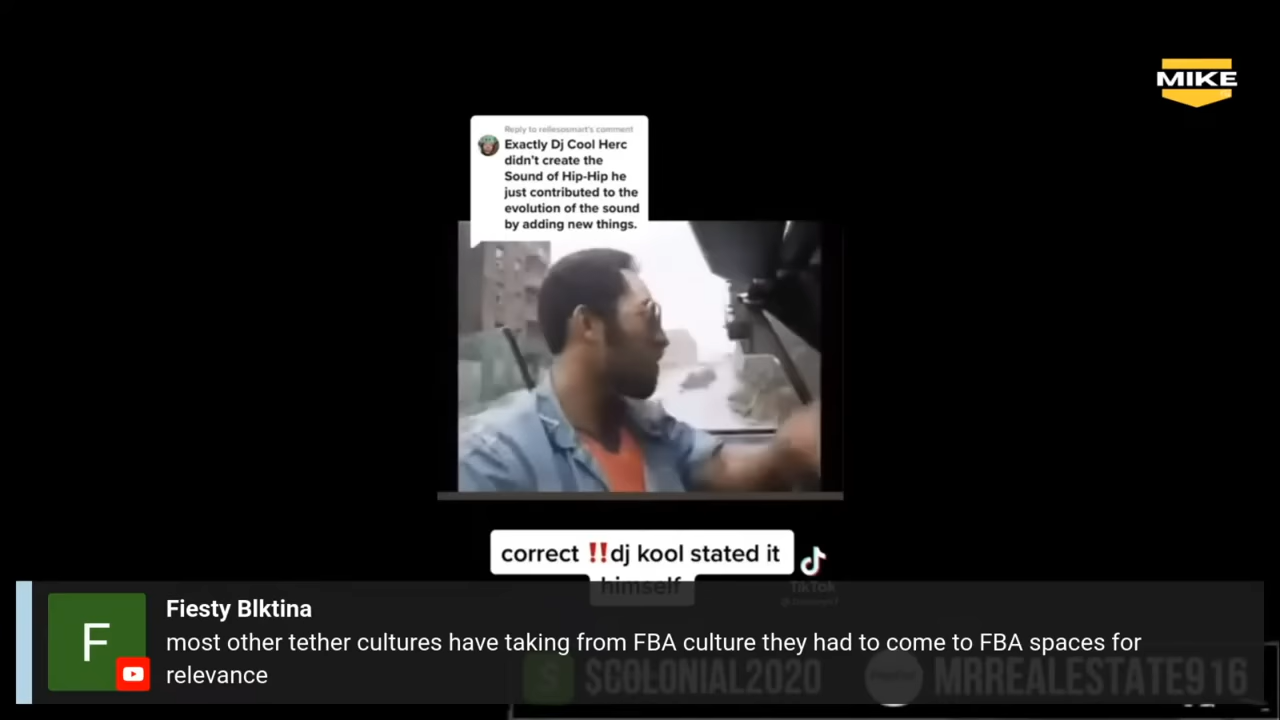 MIKE
Reply to reliesosmart's comment
Exactly Dj Cool Herc
didn't create the
Sound of Hip-Hip he
just contributed to the
evolution of the sound
by adding new things.
correct ‼️dj kool stated it
himself
TikTok
F
Fiesty Blktina
most other tether cultures have taking from FBA culture they had to come to FBA spaces for
relevance
S $COLONIAL2020
MRREALESTATE916